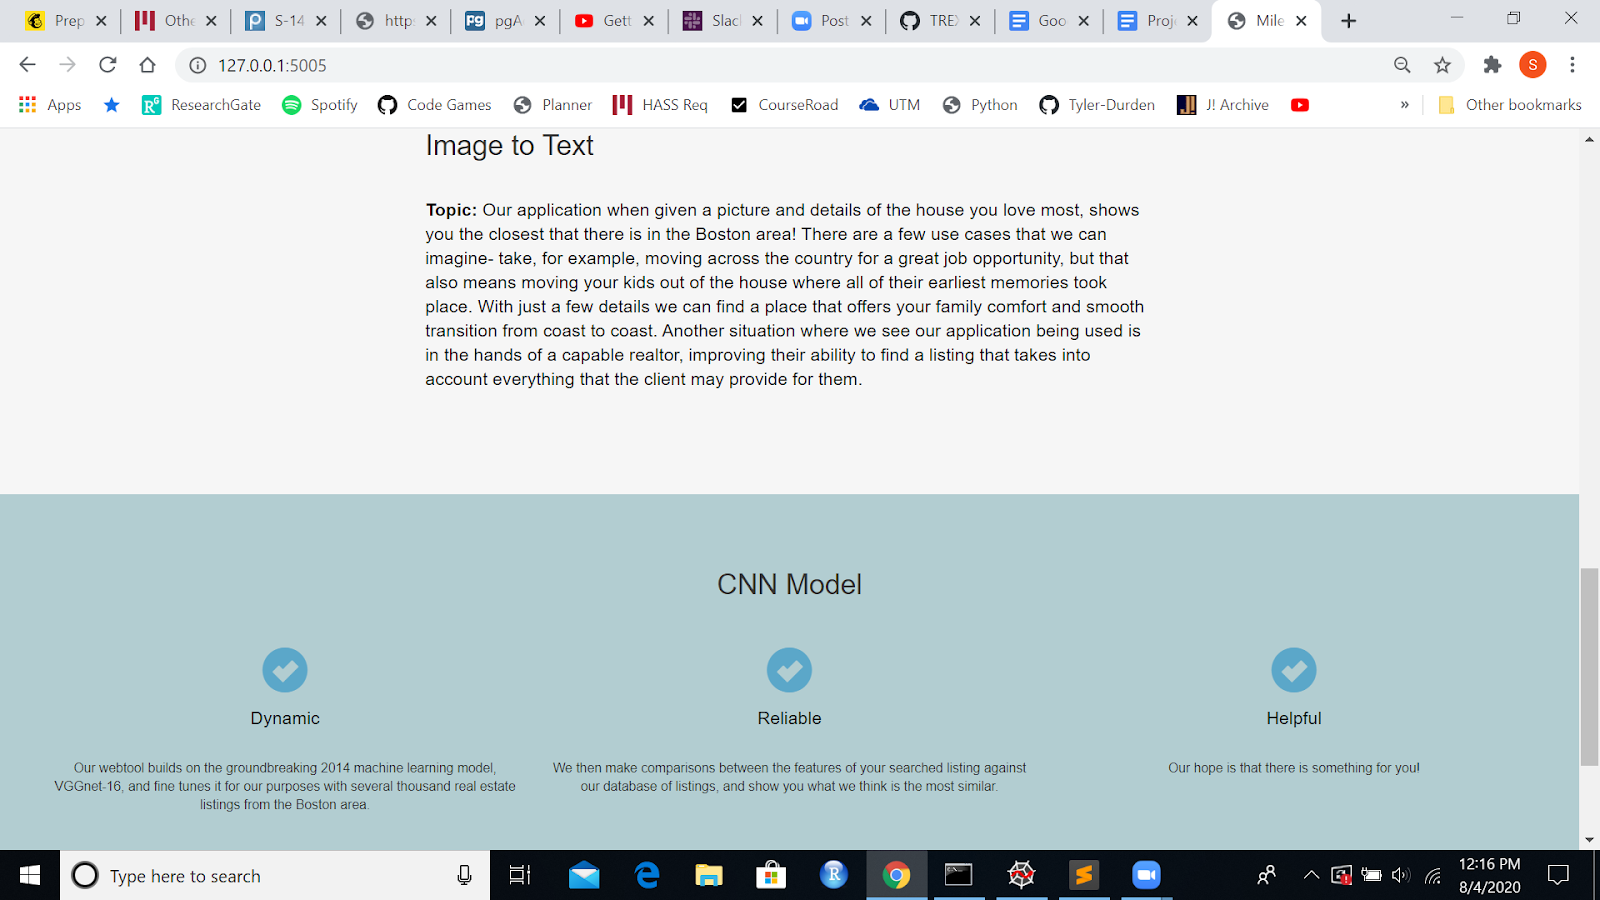 Prep
Othe
S-14
http
pgA
Gett
Slac
Post
TRE
Goo
Proj
Mile
127.0.0.1:5005
S
Apps
RG
ResearchGate
Spotify
Code Games
Planner
HASS Req
CourseRoad
UTM
Python
Tyler-Durden
J! Archive
»
Other bookmarks
Image to Text
Topic: Our application when given a picture and details of the house you love most, shows
you the closest that there is in the Boston area! There are a few use cases that we can
imagine- take, for example, moving across the country for a great job opportunity, but that
also means moving your kids out of the house where all of their earliest memories took
place. With just a few details we can find a place that offers your family comfort and smooth
transition from coast to coast. Another situation where we see our application being used is
in the hands of a capable realtor, improving their ability to find a listing that takes into
account everything that the client may provide for them.
CNN Model
Dynamic
Our webtool builds on the groundbreaking 2014 machine learning model,
VGGnet-16, and fine tunes it for our purposes with several thousand real estate
listings from the Boston area.
Reliable
We then make comparisons between the features of your searched listing against
our database of listings, and show you what we think is the most similar.
Helpful
Our hope is that there is something for you!
Type here to search
12:16 PM
8/4/2020